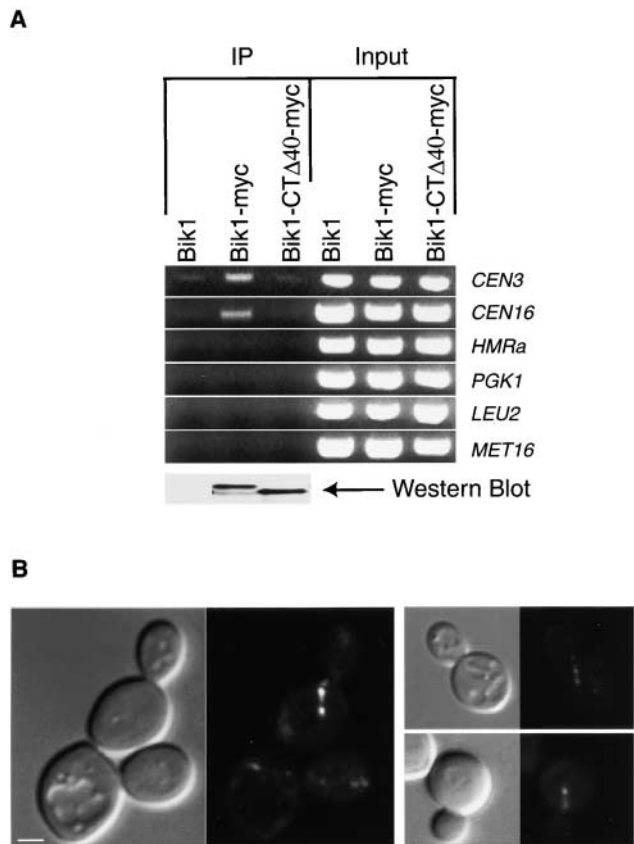 A
IP Input
Bik1
Bik1-myc
Bik1-CTΔ40-myc
Bik1
Bik1-myc
Bik1-CTΔ40-myc
CEN3
CEN16
HMRa
PGK1
LEU2
MET16
Western Blot
B